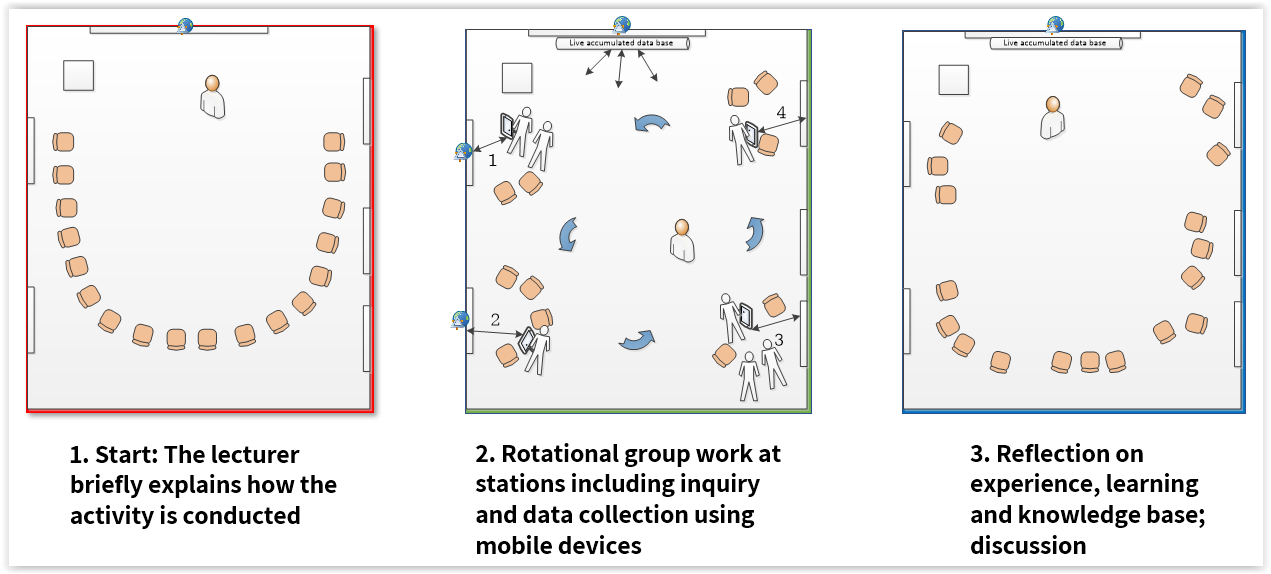 Live accumulated data base
Live accumulated data base
1
4
2
3
1. Start: The lecturer
briefly explains how the
activity is conducted
2. Rotational group work at
stations including inquiry
and data collection using
mobile devices
3. Reflection on
experience, learning
and knowledge base;
discussion